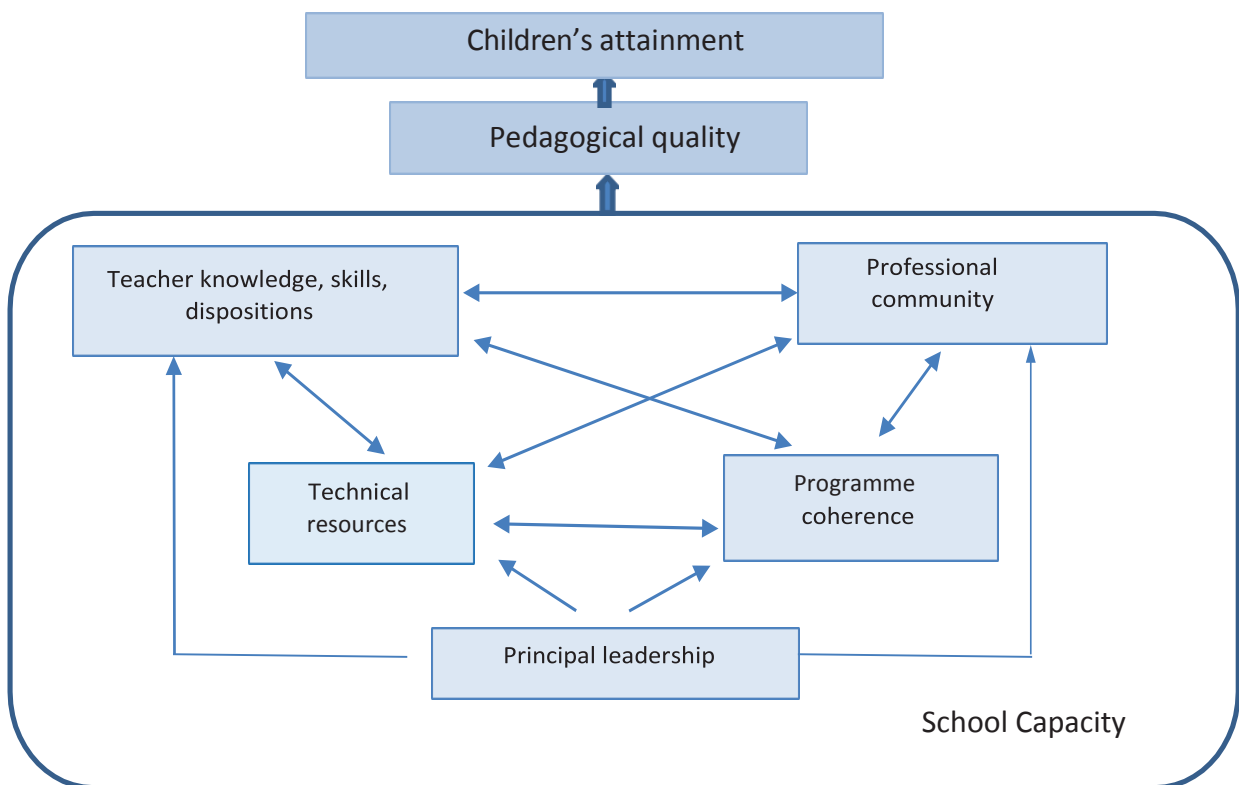 Children’s attainment
Pedagogical quality
Teacher knowledge, skills,
dispositions
Professional
community
Technical
resources
Programme
coherence
Principal leadership
School Capacity